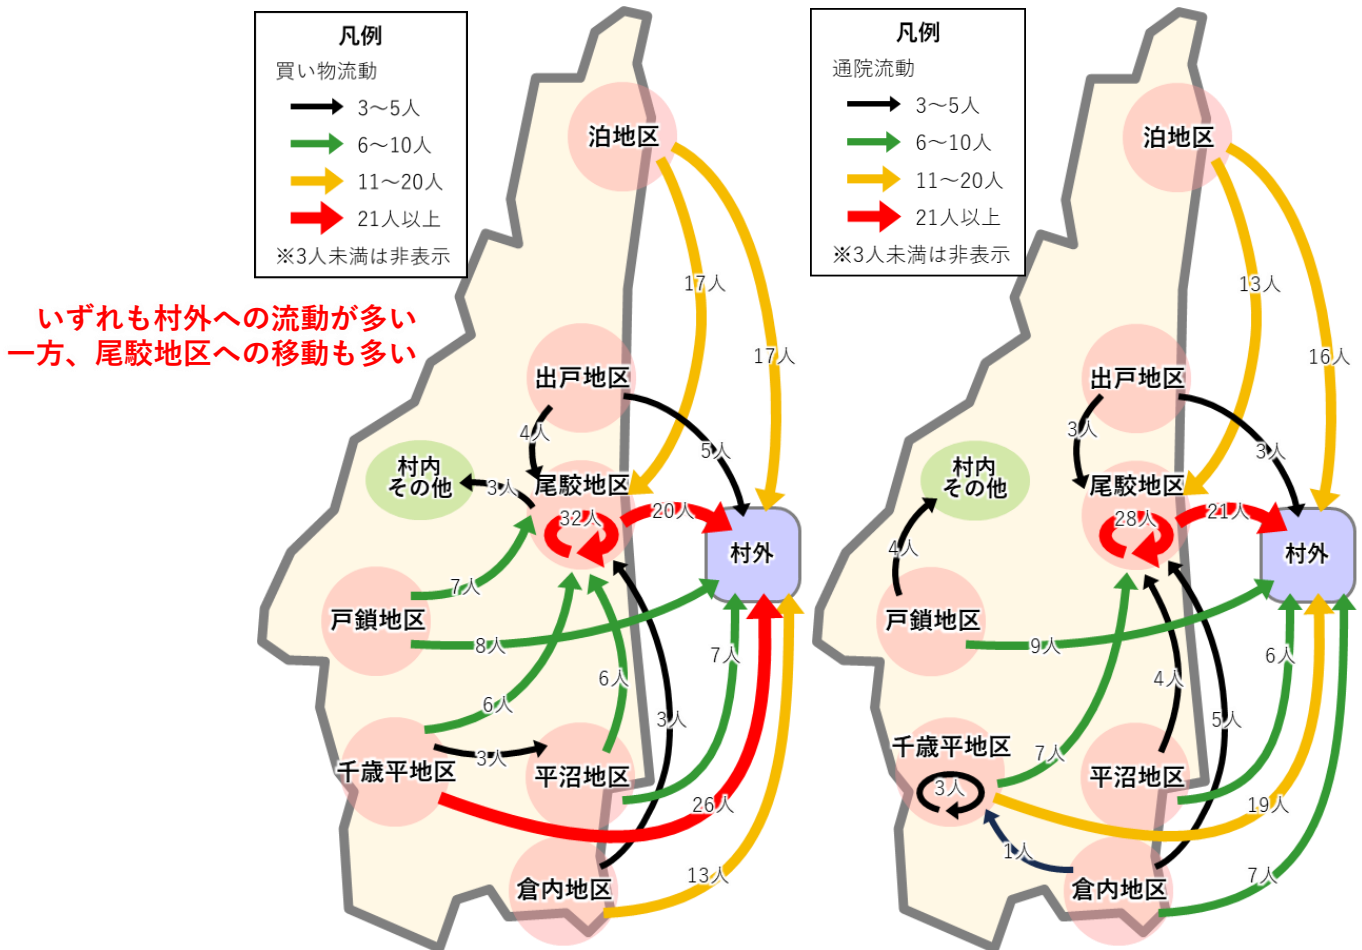 凡例
買い物流動
3～5人
6～10人
11～20人
21人以上
※3人未満は非表示
いずれも村外への流動が多い
一方、尾駮地区への移動も多い
泊地区
17人
17人
出戸地区
4人
5人
村内
その他
3人
尾駮地区
32人
20人
村外
7人
戸鎖地区
8人
7人
6人
6人
3人
千歳平地区
3人
平沼地区
26人
13人
倉内地区
凡例
通院流動
3～5人
6～10人
11～20人
21人以上
※3人未満は非表示
泊地区
13人
16人
出戸地区
3人
3人
村内
その他
尾駮地区
28人
21人
村外
4人
戸鎖地区
9人
6人
4人
5人
千歳平地区
7人
3人
平沼地区
19人
1人
7人
倉内地区